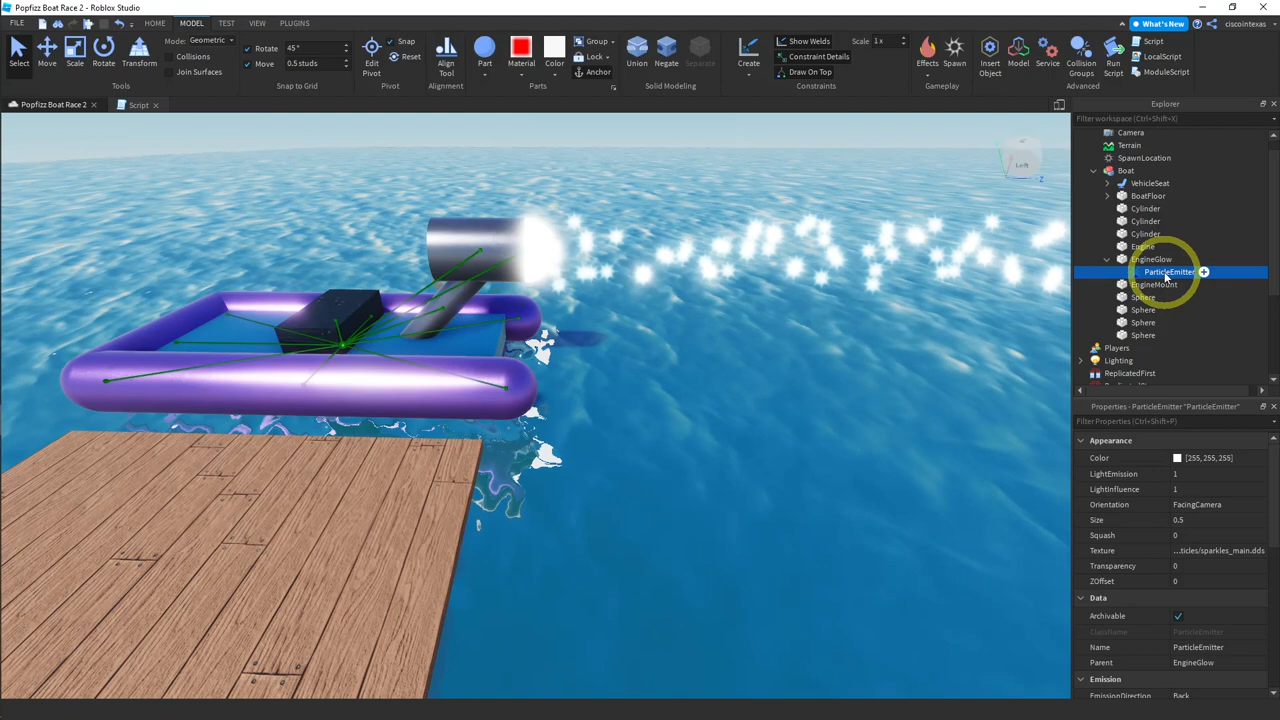 Popfizz Boat Race 2 - Roblox Studio
FILE HOME MODEL TEST VIEW PLUGINS What's New ciscointexas
Select Move Scale Rotate Transform
Mode: Geometric
Collisions
Join Surfaces
Tools
Rotate 45°
Move 0.5 studs
Snap to Grid
Edit Pivot
Snap
Reset
Pivot
Align Tool
Alignment
Part Material Color
Group
Lock
Anchor
Parts
Union Negate Separate
Solid Modeling
Create
Show Welds
Constraint Details
Draw On Top
Scale 1 x
Constraints
Effects Spawn
Gameplay
Insert Object Model Service Collision Groups Run Script
Script
LocalScript
ModuleScript
Advanced
Popfizz Boat Race 2 Script
Left
Z
Explorer
Filter workspace (Ctrl+Shift+X)
Camera
Terrain
SpawnLocation
Boat
VehicleSeat
BoatFloor
Cylinder
Cylinder
Cylinder
Engine
EngineGlow
ParticleEmitter
EngineMount
Sphere
Sphere
Sphere
Sphere
Players
Lighting
ReplicatedFirst
Properties - ParticleEmitter "ParticleEmitter"
Filter Properties (Ctrl+Shift+P)
Appearance
Color [255, 255, 255]
LightEmission 1
LightInfluence 1
Orientation FacingCamera
Size 0.5
Squash 0
Texture ...ticles/sparkles_main.dds
Transparency 0
ZOffset 0
Data
Archivable
ClassName ParticleEmitter
Name ParticleEmitter
Parent EngineGlow
Emission
EmissionDirection Back